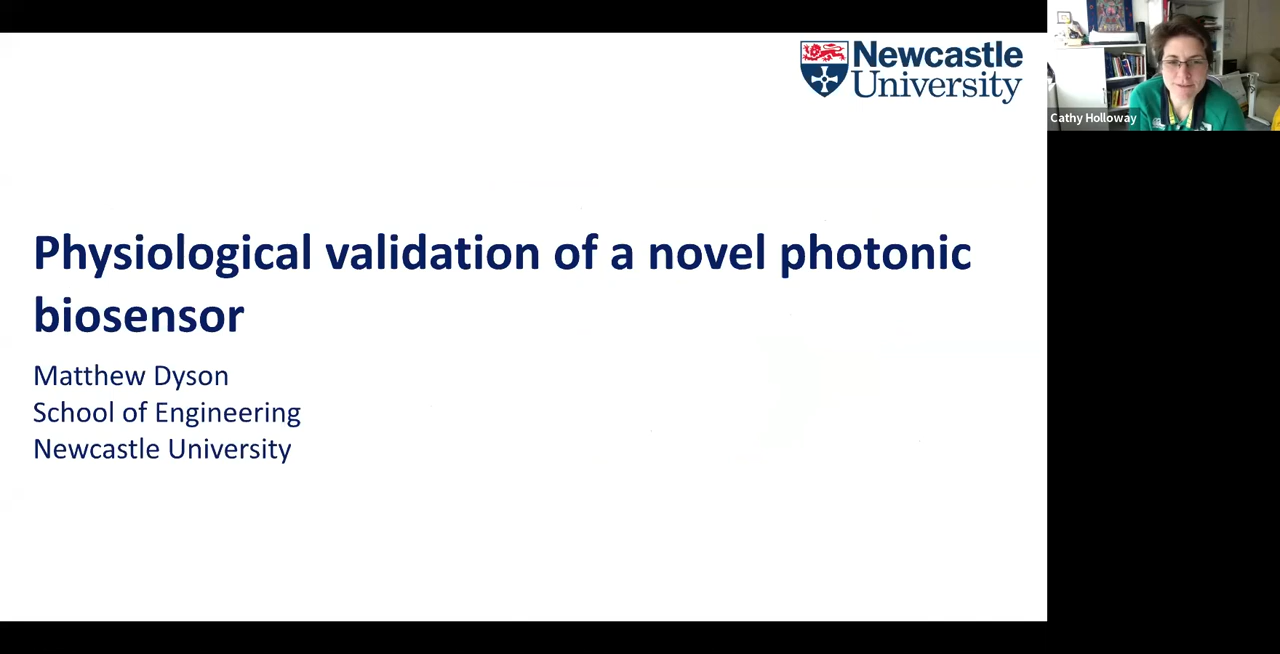 Newcastle
University
Cathy Holloway
Physiological validation of a novel photonic
biosensor
Matthew Dyson
School of Engineering
Newcastle University